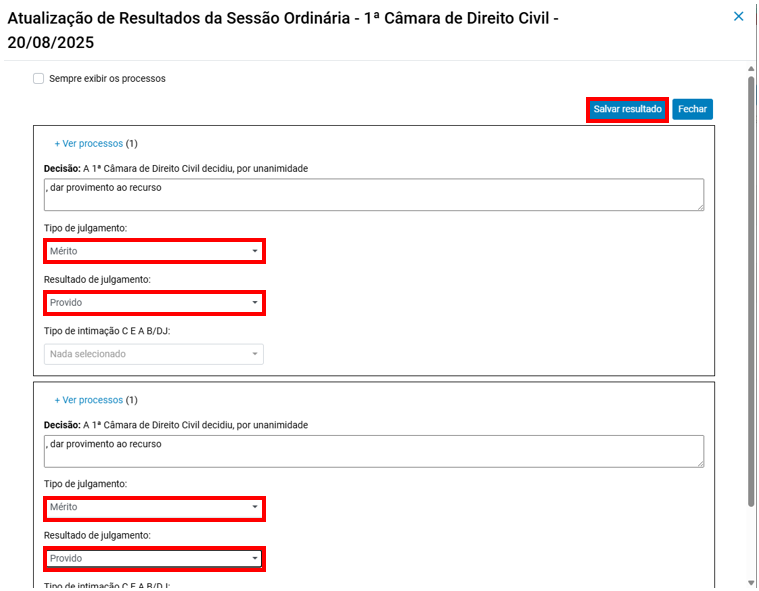 Atualização de Resultados da Sessão Ordinária - 1ª Câmara de Direito Civil -
20/08/2025
Sempre exibir os processos
Salvar resultado Fechar
+ Ver processos (1)
Decisão: A 1ª Câmara de Direito Civil decidiu, por unanimidade
, dar provimento ao recurso
Tipo de julgamento:
Mérito
Resultado de julgamento:
Provido
Tipo de intimação C E A B/DJ:
Nada selecionado
+ Ver processos (1)
Decisão: A 1ª Câmara de Direito Civil decidiu, por unanimidade
, dar provimento ao recurso
Tipo de julgamento:
Mérito
Resultado de julgamento:
Provido
Tipo de intimação C E A B/DJ: